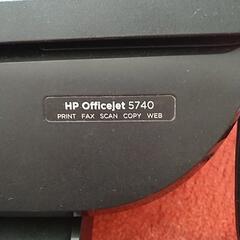 HP Officejet 5740
PRINT FAX SCAN COPY WEB